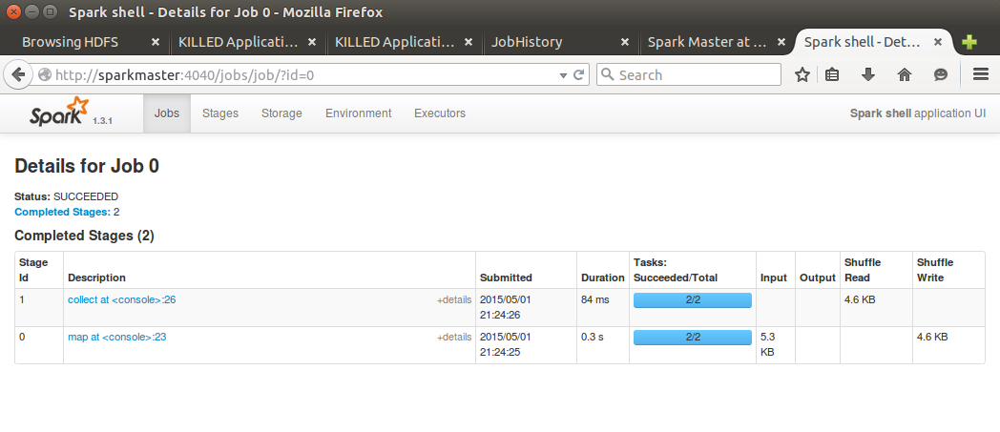 Spark shell - Details for Job 0 - Mozilla Firefox
Browsing HDFS
KILLED Applicati...
KILLED Applicati...
JobHistory
Spark Master at ...
Spark shell - Det...
http://sparkmaster:4040/jobs/job/?id=0
Search
Spark 1.3.1
Jobs
Stages
Storage
Environment
Executors
Spark shell application UI
Details for Job 0
Status: SUCCEEDED
Completed Stages: 2
Completed Stages (2)
Stage Id
Description
Submitted
Duration
Tasks: Succeeded/Total
Input
Output
Shuffle Read
Shuffle Write
1
collect at <console>:26
+details
2015/05/01
21:24:26
84 ms
2/2
4.6 KB
0
map at <console>:23
+details
2015/05/01
21:24:25
0.3 s
2/2
5.3
KB
4.6 KB